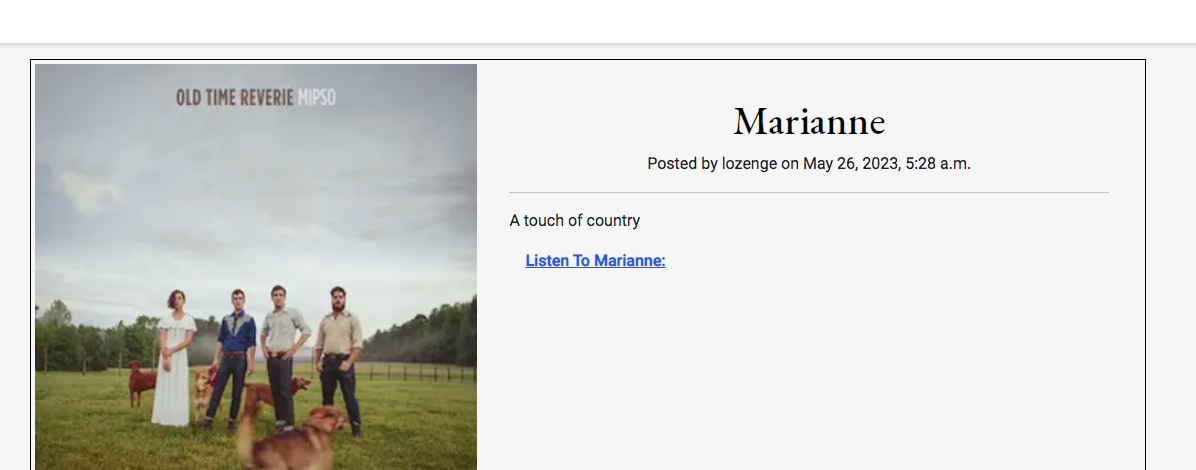 OLD TIME REVERIE MIPSO
Marianne
Posted by lozenge on May 26, 2023, 5:28 a.m.
A touch of country
Listen To Marianne: